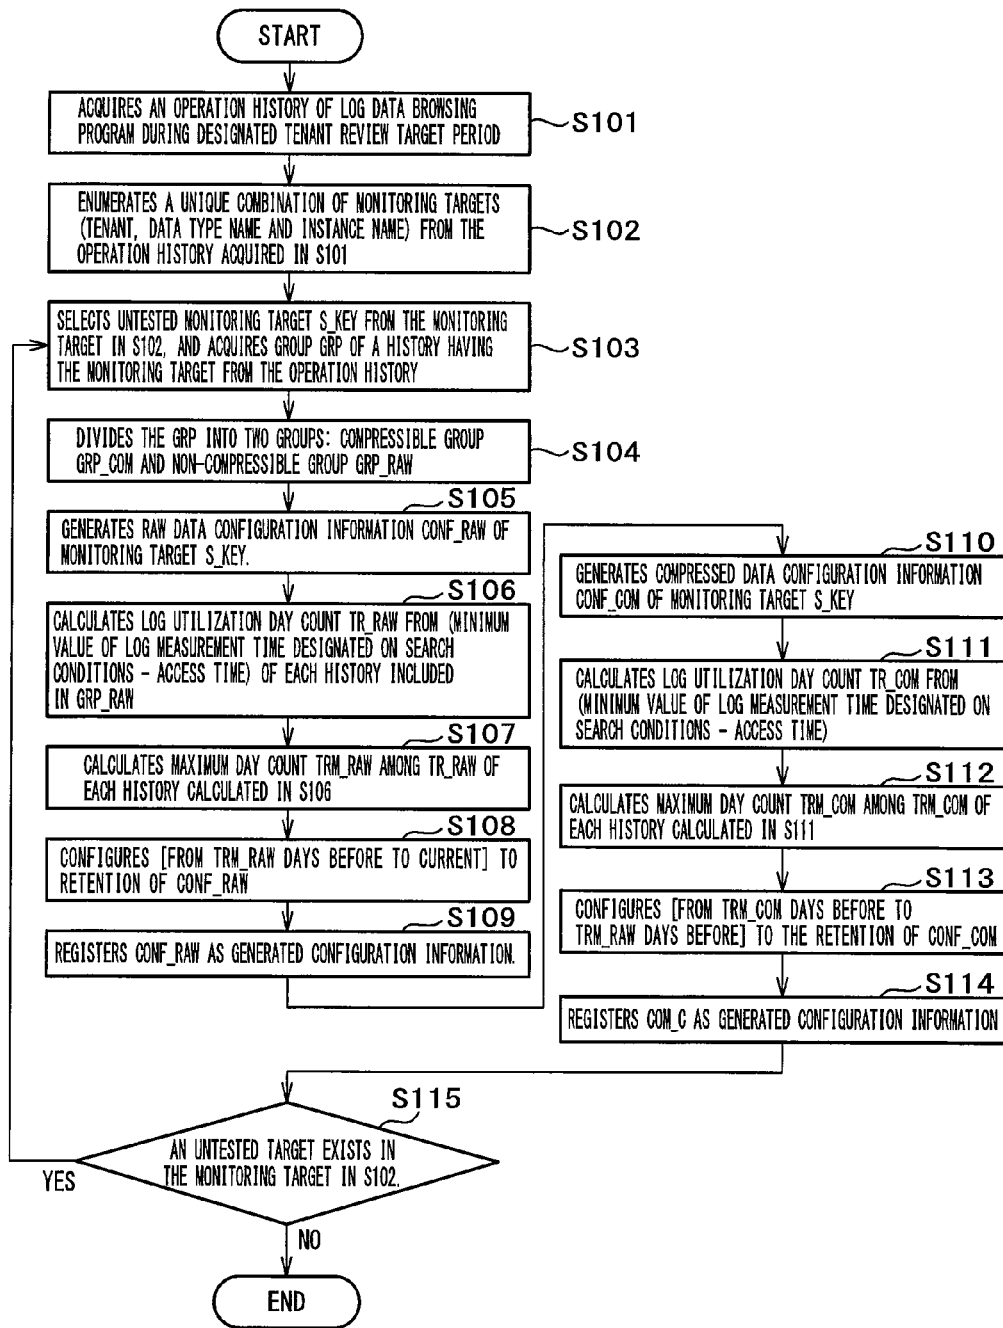 START
ACQUIRES AN OPERATION HISTORY OF LOG DATA BROWSING
PROGRAM DURING DESIGNATED TENANT REVIEW TARGET PERIOD
S101
ENUMERATES A UNIQUE COMBINATION OF MONITORING TARGETS
(TENANT, DATA TYPE NAME AND INSTANCE NAME) FROM THE
OPERATION HISTORY ACQUIRED IN S101
S102
SELECTS UNTESTED MONITORING TARGET S_KEY FROM THE MONITORING
TARGET IN S102, AND ACQUIRES GROUP GRP OF A HISTORY HAVING
THE MONITORING TARGET FROM THE OPERATION HISTORY
S103
DIVIDES THE GRP INTO TWO GROUPS: COMPRESSIBLE GROUP
GRP_COM AND NON-COMPRESSIBLE GROUP GRP_RAW
S104
S105
GENERATES RAW DATA CONFIGURATION INFORMATION CONF_RAW OF
MONITORING TARGET S_KEY.
S106
CALCULATES LOG UTILIZATION DAY COUNT TR_RAW FROM (MINIMUM
VALUE OF LOG MEASUREMENT TIME DESIGNATED ON SEARCH
CONDITIONS - ACCESS TIME) OF EACH HISTORY INCLUDED
IN GRP_RAW
S107
CALCULATES MAXIMUM DAY COUNT TRM_RAW AMONG TR_RAW OF
EACH HISTORY CALCULATED IN S106
S108
CONFIGURES [FROM TRM_RAW DAYS BEFORE TO CURRENT] TO
RETENTION OF CONF_RAW
S109
REGISTERS CONF_RAW AS GENERATED CONFIGURATION INFORMATION.
S110
GENERATES COMPRESSED DATA CONFIGURATION INFORMATION
CONF_COM OF MONITORING TARGET S_KEY
S111
CALCULATES LOG UTILIZATION DAY COUNT TR_COM FROM
(MINIMUM VALUE OF LOG MEASUREMENT TIME DESIGNATED ON
SEARCH CONDITIONS - ACCESS TIME)
S112
CALCULATES MAXIMUM DAY COUNT TRM_COM AMONG TRM_COM OF
EACH HISTORY CALCULATED IN S111
S113
CONFIGURES [FROM TRM_COM DAYS BEFORE TO
TRM_RAW DAYS BEFORE] TO THE RETENTION OF CONF_COM
S114
REGISTERS COM_C AS GENERATED CONFIGURATION INFORMATION
S115
AN UNTESTED TARGET EXISTS IN
THE MONITORING TARGET IN S102.
YES
NO
END